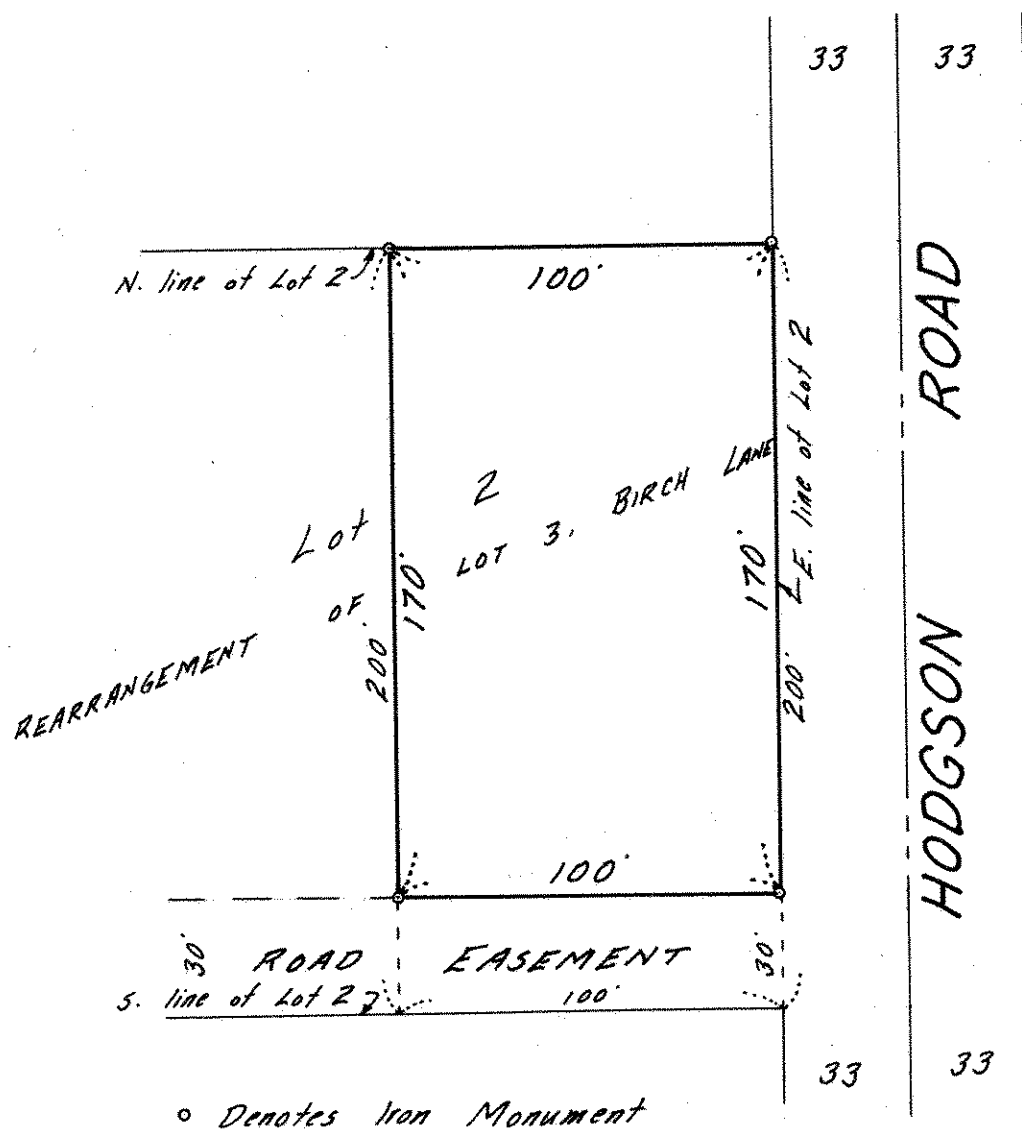 33
33
N. line of Lot 2
100'
ROAD
E. line of Lot 2
Lot 2
REARRANGEMENT OF LOT 3, BIRCH LANE
170'
170'
200'
200'
HODGSON
100'
30'
ROAD EASEMENT
30'
S. line of Lot 2
100'
33
33
o Denotes Iron Monument